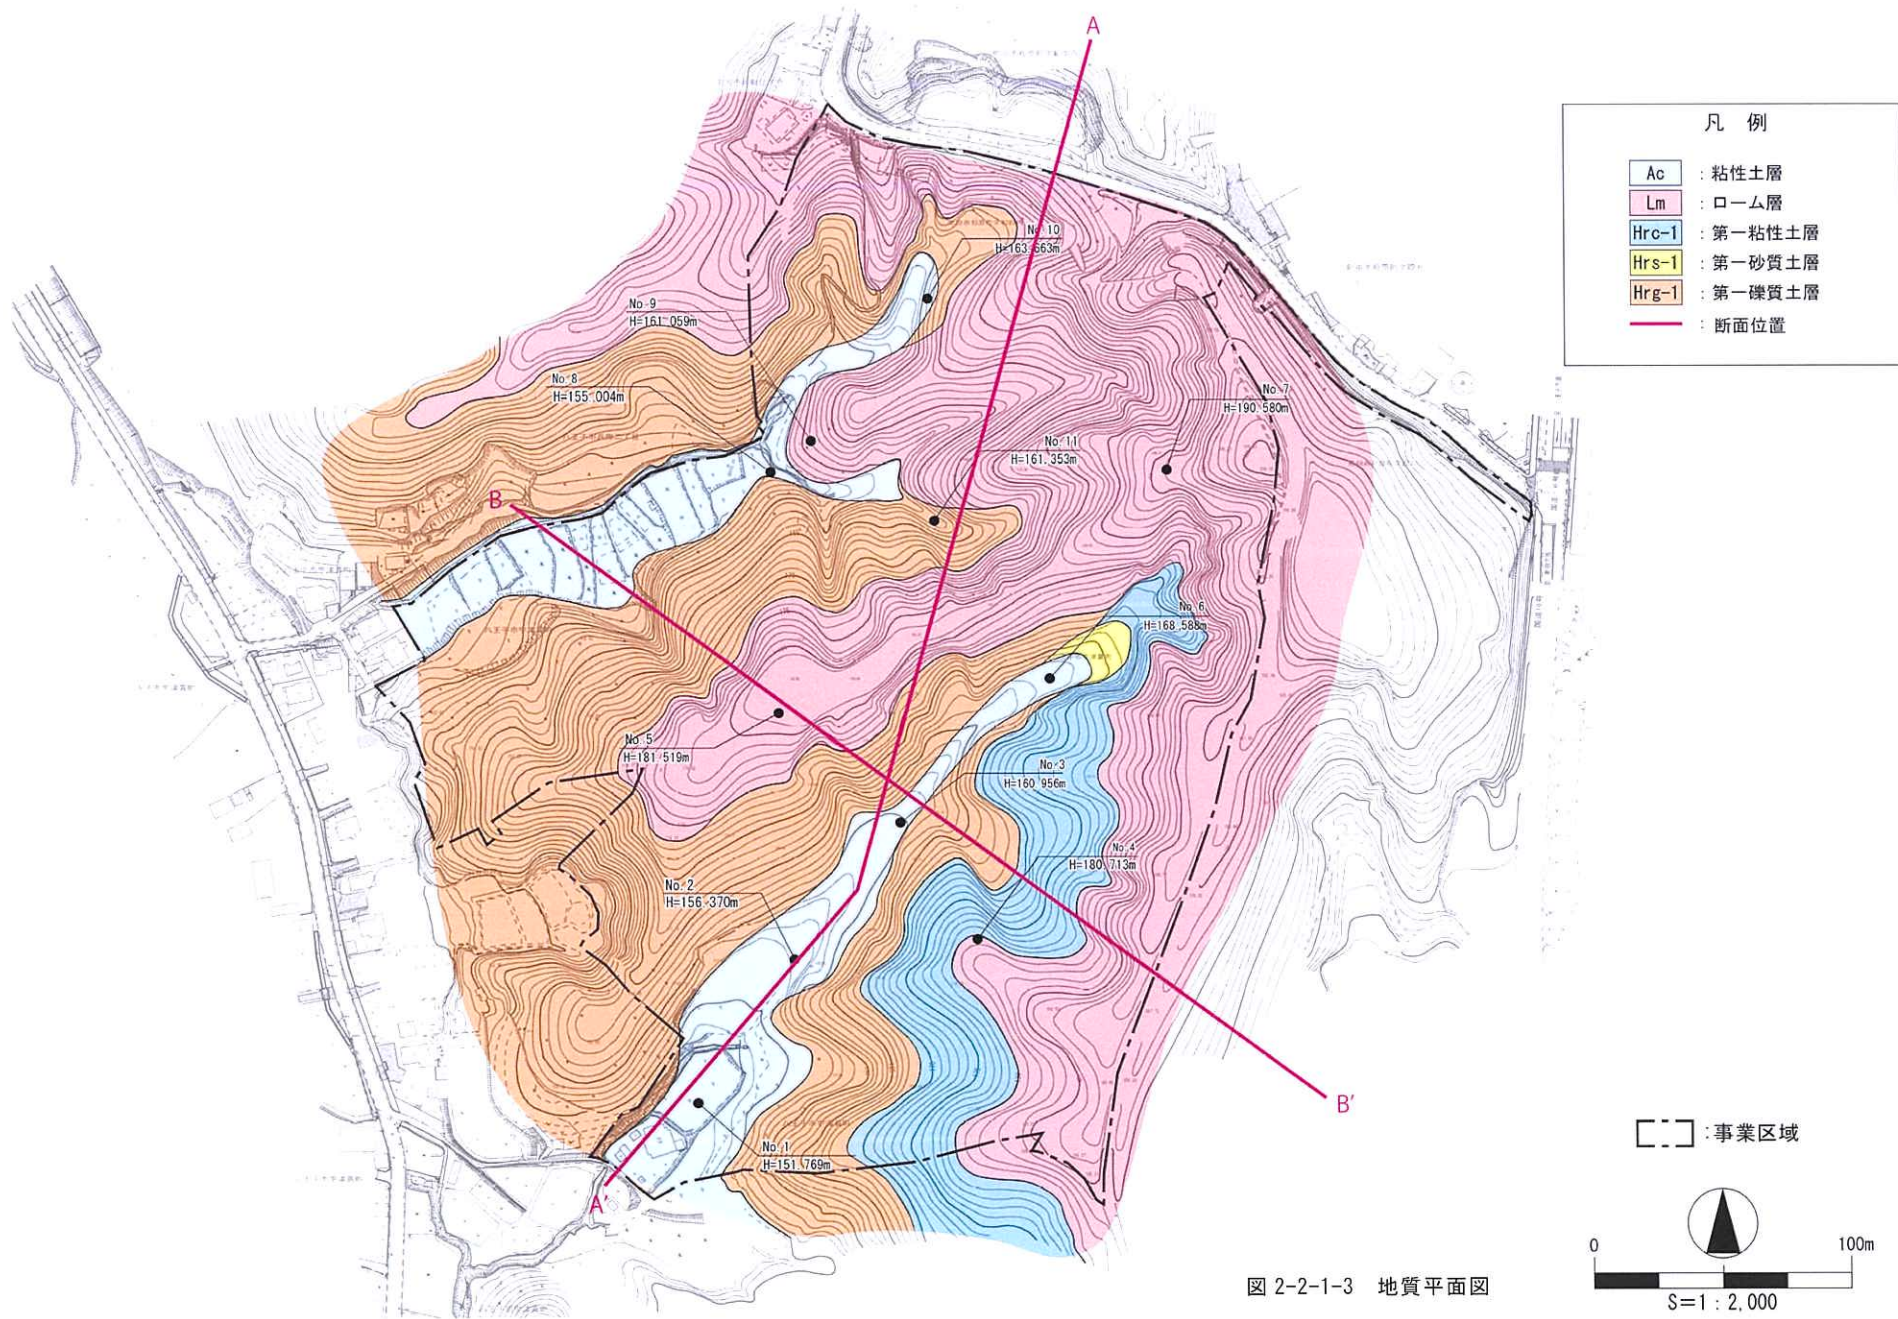 A
凡 例
Ac : 粘性土層
Lm : ローム層
Hrc-1 : 第一粘性土層
Hrs-1 : 第一砂質土層
Hrg-1 : 第一礫質土層
: 断面位置
No.10
H=163.663m
No.9
H=161.059m
No.8
H=155.004m
No.7
H=190.580m
No.11
H=161.353m
B
No.6
H=168.588m
No.5
H=181.519m
No.3
H=160.956m
No.4
H=180.713m
No.2
H=156.370m
B'
No.1
H=151.769m
A'
:事業区域
0 100m
S=1:2,000
図 2-2-1-3 地質平面図